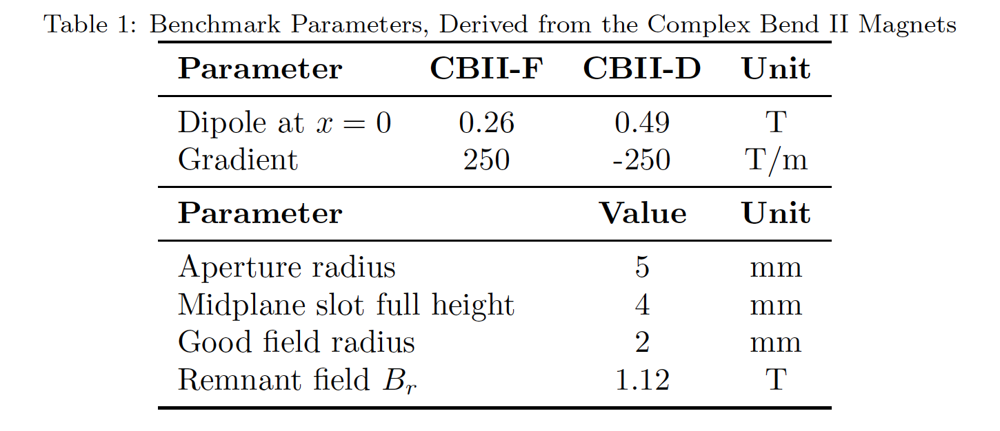 Table 1: Benchmark Parameters, Derived from the Complex Bend II Magnets
Parameter CBII-F CBII-D Unit
Dipole at x = 0 0.26 0.49 T
Gradient 250 -250 T/m
Parameter Value Unit
Aperture radius 5 mm
Midplane slot full height 4 mm
Good field radius 2 mm
Remnant field Br 1.12 T